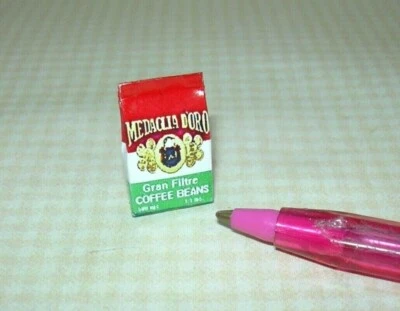 MEDAGLIA D'ORO
Gran Filtre
COFFEE BEANS